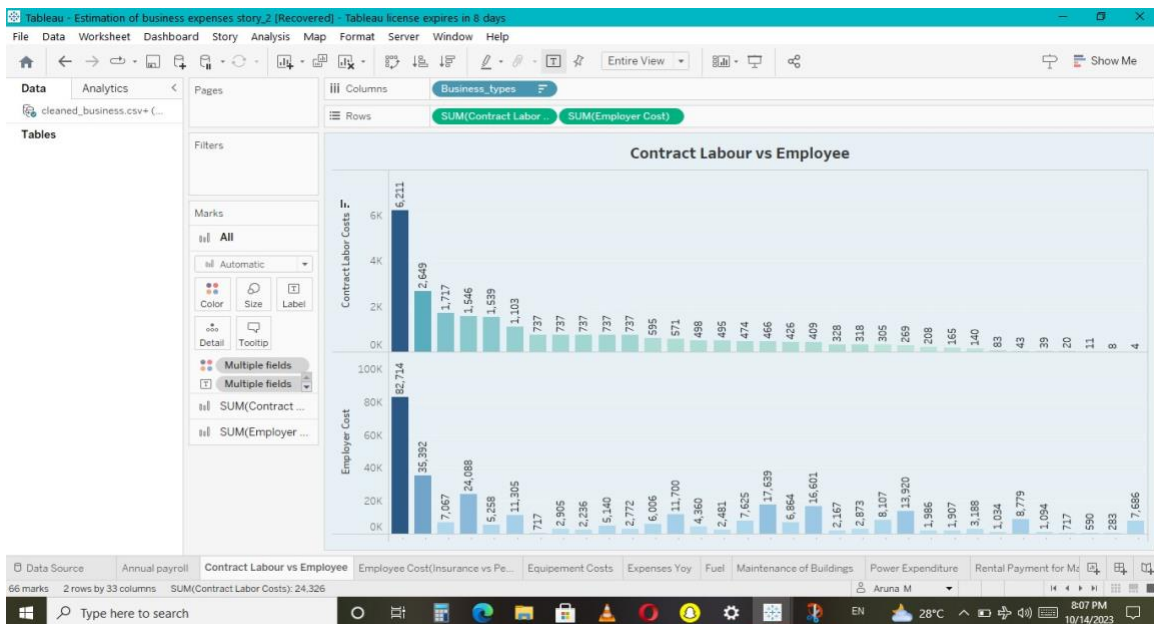 Tableau - Estimation of business expenses story_2 [Recovered] - Tableau license expires in 8 days
File Data Worksheet Dashboard Story Analysis Map Format Server Window Help
Entire View
Show Me
Data Analytics
cleaned_business.csv+ (...
Tables
Pages
Filters
Marks
All
Automatic
Color Size Label
Detail Tooltip
Multiple fields
Multiple fields
SUM(Contract ...
SUM(Employer ...
Columns Business_types
Rows SUM(Contract Labor .. SUM(Employer Cost)
Contract Labour vs Employee
Contract Labor Costs
6K
4K
2K
0K
6,211 2,649 1,717 1,546 1,539 1,103 737 737 737 737 737 595 571 498 495 474 466 426 409 328 318 305 269 208 165 140 83 43 39 20 11 8 4
Employer Cost
100K
80K
60K
40K
20K
0K
82,714 35,392 7,067 24,088 5,258 11,305 717 2,905 2,236 5,140 2,772 6,006 11,700 4,360 2,481 7,625 17,639 6,864 16,601 2,167 2,873 8,107 13,920 1,986 1,907 3,188 1,034 8,779 1,094 717 590 283 7,686
Data Source Annual payroll Contract Labour vs Employee Employee Cost(Insurance vs Pe... Equipement Costs Expenses Yoy Fuel Maintenance of Buildings Power Expenditure Rental Payment for Ma
66 marks 2 rows by 33 columns SUM(Contract Labor Costs): 24,326
Aruna M
Type here to search
EN 28°C 8:07 PM
10/14/2023